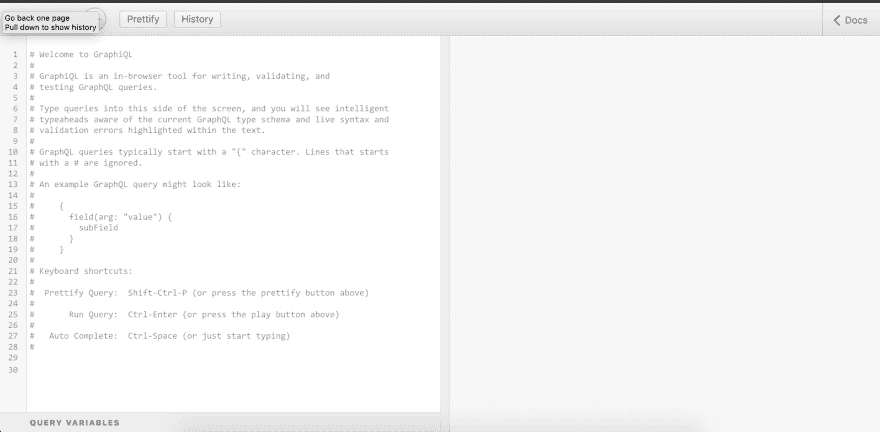 Go back one page
Pull down to show history
Prettify
History
Docs
1 # Welcome to GraphiQL
2 #
3 # GraphiQL is an in-browser tool for writing, validating, and
4 # testing GraphQL queries.
5 #
6 # Type queries into this side of the screen, and you will see intelligent
7 # typeaheads aware of the current GraphQL type schema and live syntax and
8 # validation errors highlighted within the text.
9 #
10 # GraphQL queries typically start with a "{" character. Lines that starts
11 # with a # are ignored.
12 #
13 # An example GraphQL query might look like:
14 #
15 #     {
16 #       field(arg: "value") {
17 #         subField
18 #       }
19 #     }
20 #
21 # Keyboard shortcuts:
22 #
23 #  Prettify Query:  Shift-Ctrl-P (or press the prettify button above)
24 #
25 #       Run Query:  Ctrl-Enter (or press the play button above)
26 #
27 #   Auto Complete:  Ctrl-Space (or just start typing)
28 #
29
30
QUERY VARIABLES